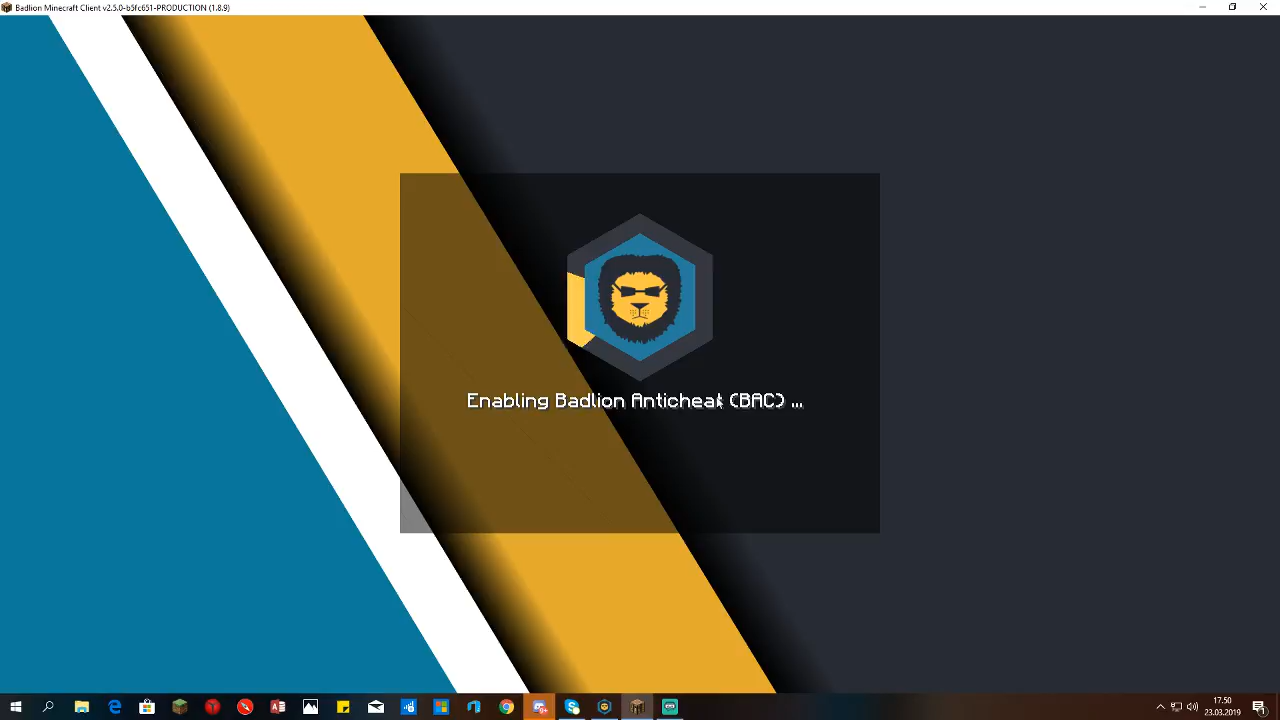 Badlion Minecraft Client v2.5.0-b5fc651-PRODUCTION (1.8.9)
Enabling Badlion Anticheat (BAC) ...
17.50
23.03.2019